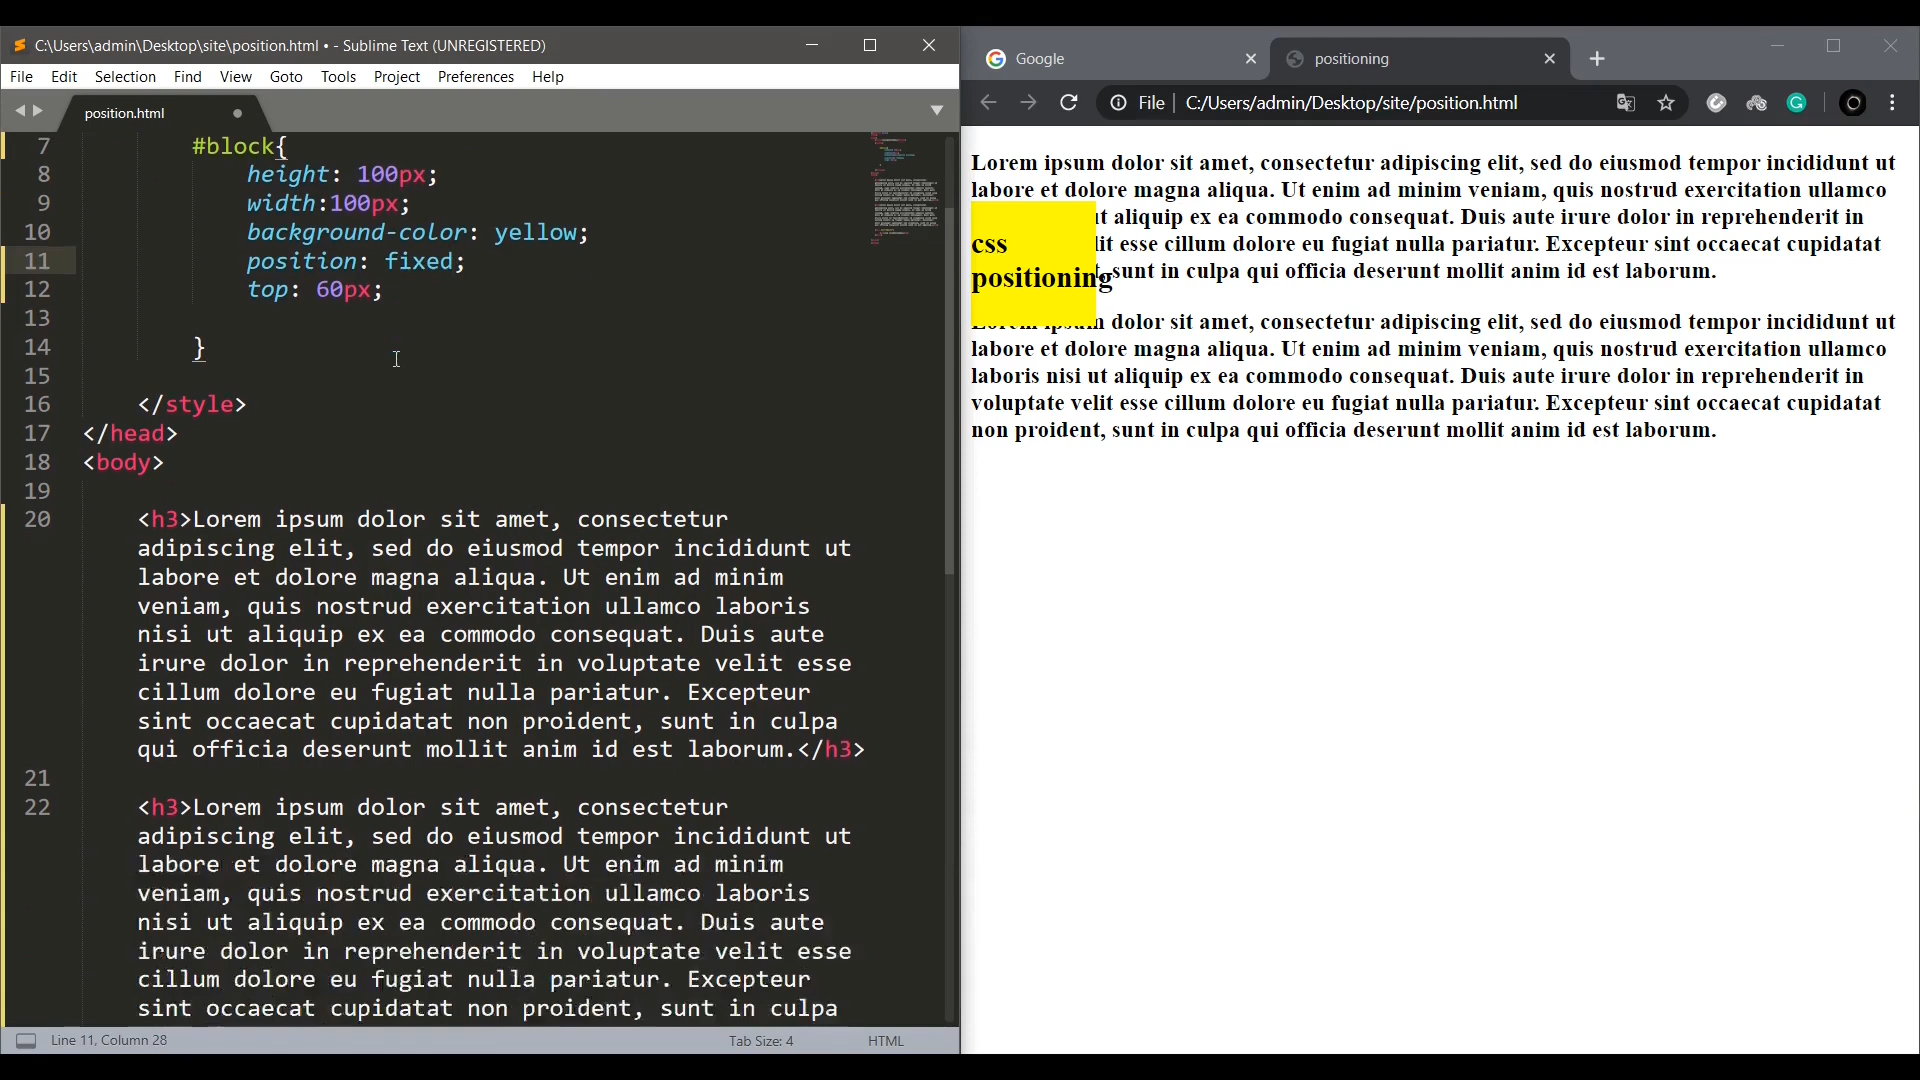 C:\Users\admin\Desktop\site\position.html • - Sublime Text (UNREGISTERED)
File Edit Selection Find View Goto Tools Project Preferences Help
position.html
7 #block{
8 height: 100px;
9 width:100px;
10 background-color: yellow;
11 position: fixed;
12 top: 60px;
13
14 }
15
16 </style>
17 </head>
18 <body>
19
20 <h3>Lorem ipsum dolor sit amet, consectetur
adipiscing elit, sed do eiusmod tempor incididunt ut
labore et dolore magna aliqua. Ut enim ad minim
veniam, quis nostrud exercitation ullamco laboris
nisi ut aliquip ex ea commodo consequat. Duis aute
irure dolor in reprehenderit in voluptate velit esse
cillum dolore eu fugiat nulla pariatur. Excepteur
sint occaecat cupidatat non proident, sunt in culpa
qui officia deserunt mollit anim id est laborum.</h3>
21
22 <h3>Lorem ipsum dolor sit amet, consectetur
adipiscing elit, sed do eiusmod tempor incididunt ut
labore et dolore magna aliqua. Ut enim ad minim
veniam, quis nostrud exercitation ullamco laboris
nisi ut aliquip ex ea commodo consequat. Duis aute
irure dolor in reprehenderit in voluptate velit esse
cillum dolore eu fugiat nulla pariatur. Excepteur
sint occaecat cupidatat non proident, sunt in culpa
Line 11, Column 28 Tab Size: 4 HTML
Google positioning
File C:/Users/admin/Desktop/site/position.html
Lorem ipsum dolor sit amet, consectetur adipiscing elit, sed do eiusmod tempor incididunt ut
labore et dolore magna aliqua. Ut enim ad minim veniam, quis nostrud exercitation ullamco
ut aliquip ex ea commodo consequat. Duis aute irure dolor in reprehenderit in
css
lit esse cillum dolore eu fugiat nulla pariatur. Excepteur sint occaecat cupidatat
positioning
, sunt in culpa qui officia deserunt mollit anim id est laborum.
Lorem ipsum dolor sit amet, consectetur adipiscing elit, sed do eiusmod tempor incididunt ut
labore et dolore magna aliqua. Ut enim ad minim veniam, quis nostrud exercitation ullamco
laboris nisi ut aliquip ex ea commodo consequat. Duis aute irure dolor in reprehenderit in
voluptate velit esse cillum dolore eu fugiat nulla pariatur. Excepteur sint occaecat cupidatat
non proident, sunt in culpa qui officia deserunt mollit anim id est laborum.